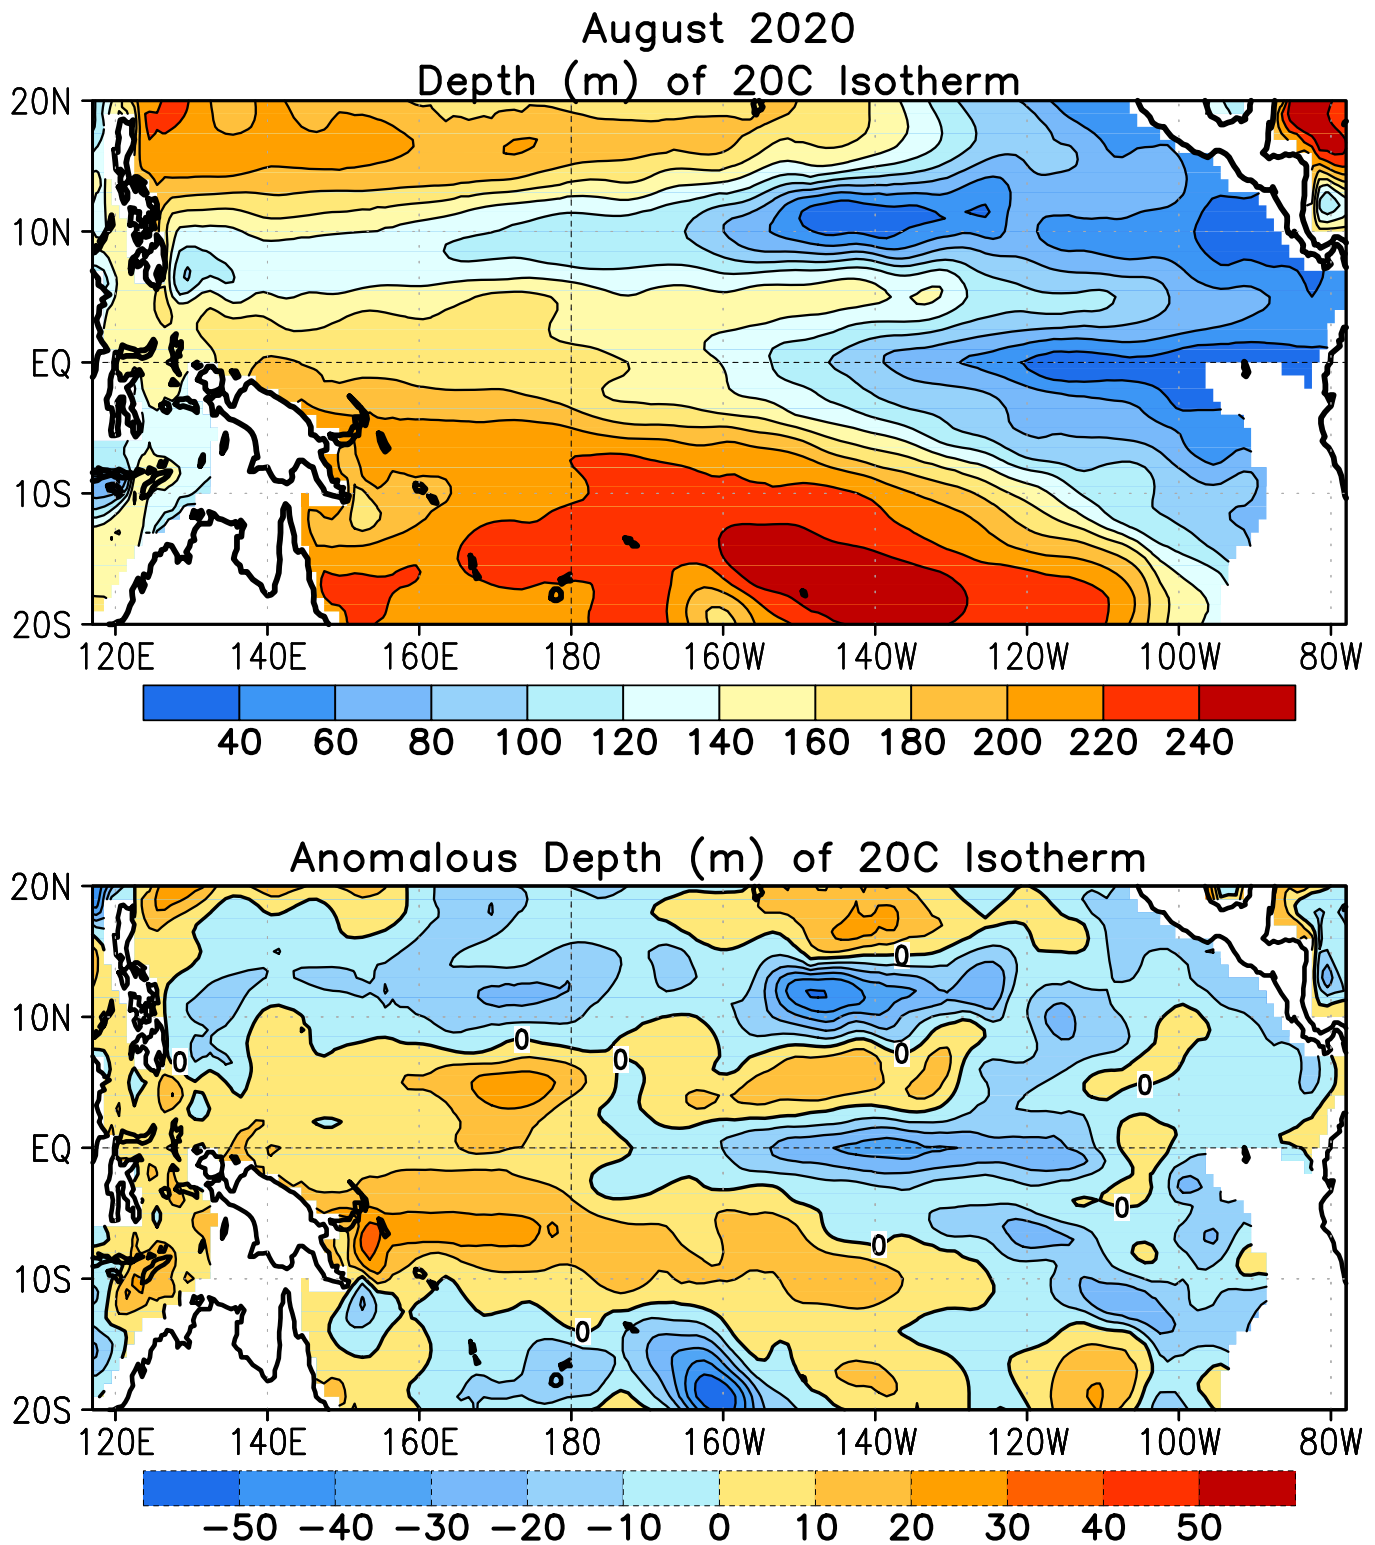 August 2020
Depth (m) of 20C Isotherm
20N
10N
EQ
10S
20S
120E 140E 160E 180 160W 140W 120W 100W 80W
40 60 80 100 120 140 160 180 200 220 240
Anomalous Depth (m) of 20C Isotherm
20N
0
10N
0 0 0 0
0
EQ
0
0
10S
0
20S
120E 140E 160E 180 160W 140W 120W 100W 80W
−50 −40 −30 −20 −10 0 10 20 30 40 50